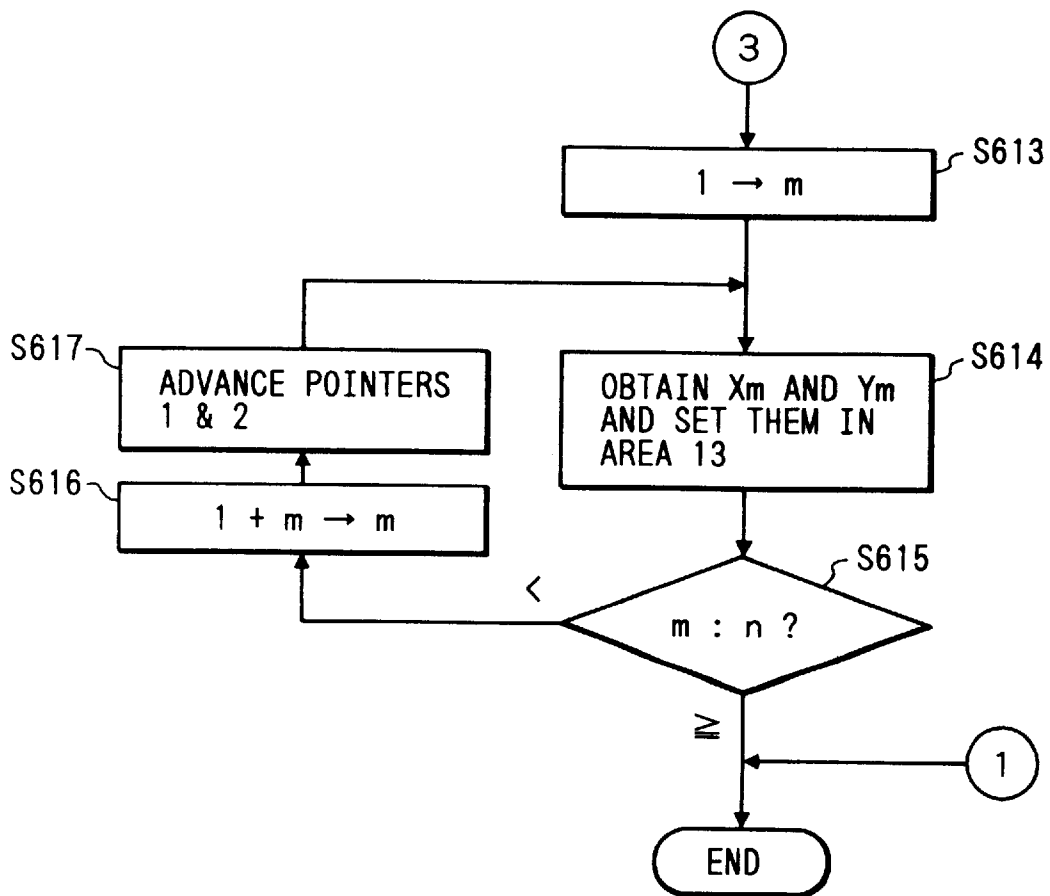 3
S613
1 → m
S617
ADVANCE POINTERS
1 & 2
S614
OBTAIN Xm AND Ym
AND SET THEM IN
AREA 13
S616
1 + m → m
S615
<
m : n ?
≧
1
END